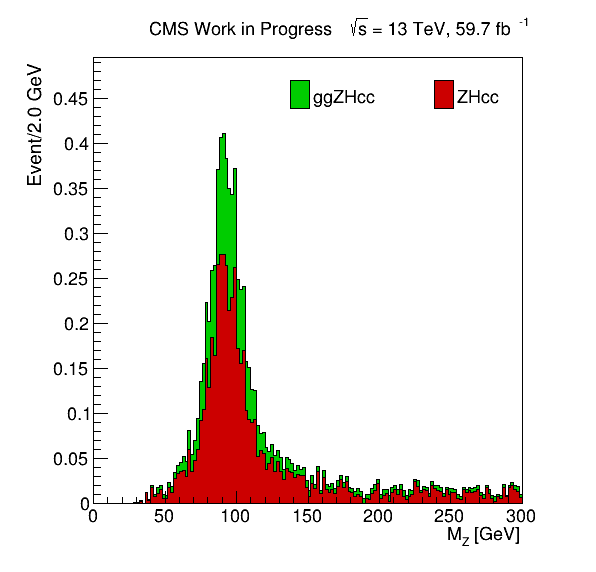 CMS Work in Progress √s = 13 TeV, 59.7 fb -1
ggZHcc ZHcc
Event/2.0 GeV
0.45
0.4
0.35
0.3
0.25
0.2
0.15
0.1
0.05
0
0 50 100 150 200 250 300
MZ [GeV]